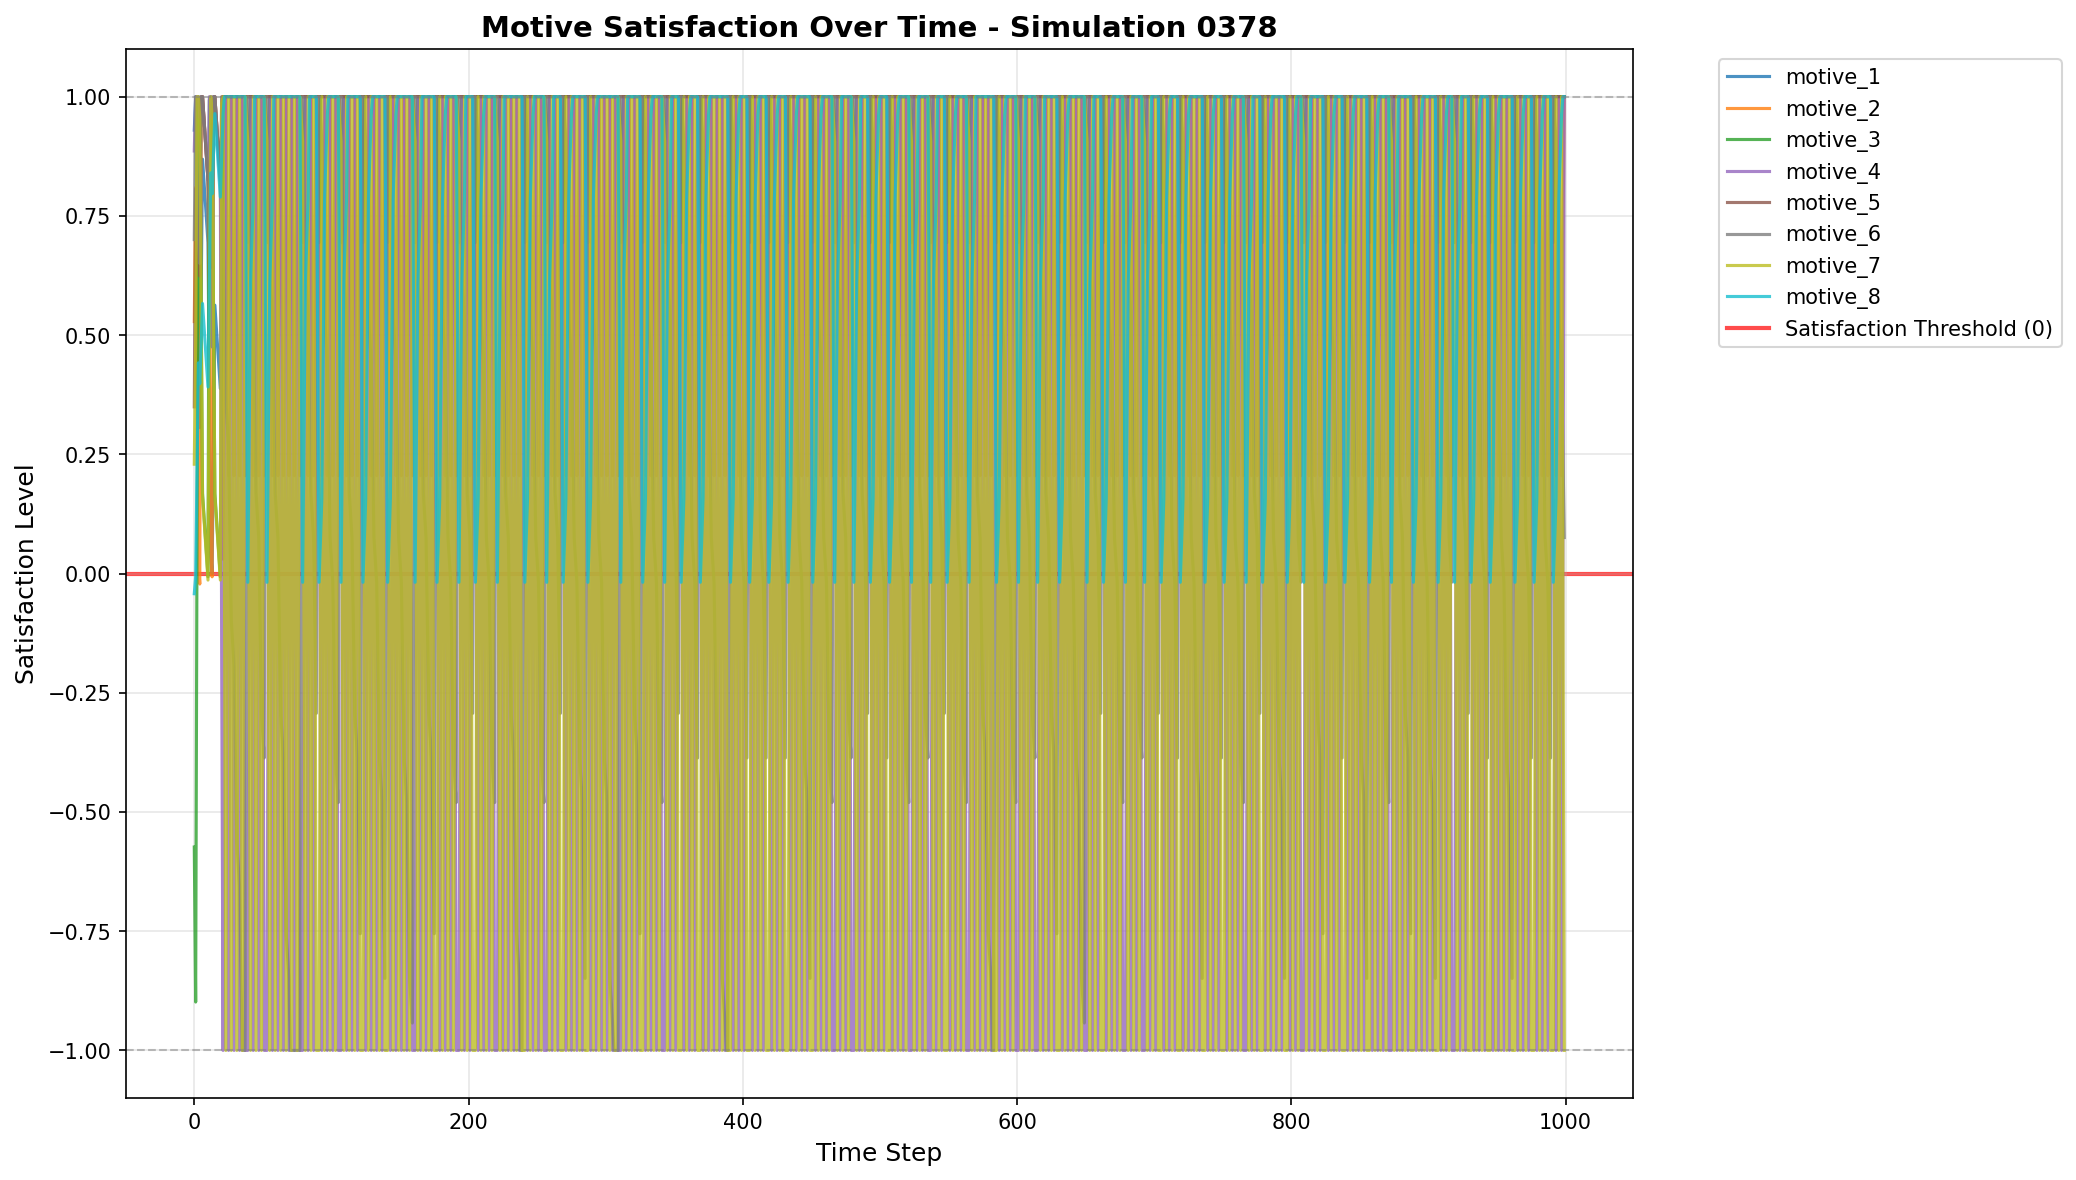 Motive Satisfaction Over Time - Simulation 0378
1.00
0.75
0.50
0.25
0.00
−0.25
−0.50
−0.75
−1.00
Satisfaction Level
0
200
400
600
800
1000
Time Step
motive_1
motive_2
motive_3
motive_4
motive_5
motive_6
motive_7
motive_8
Satisfaction Threshold (0)